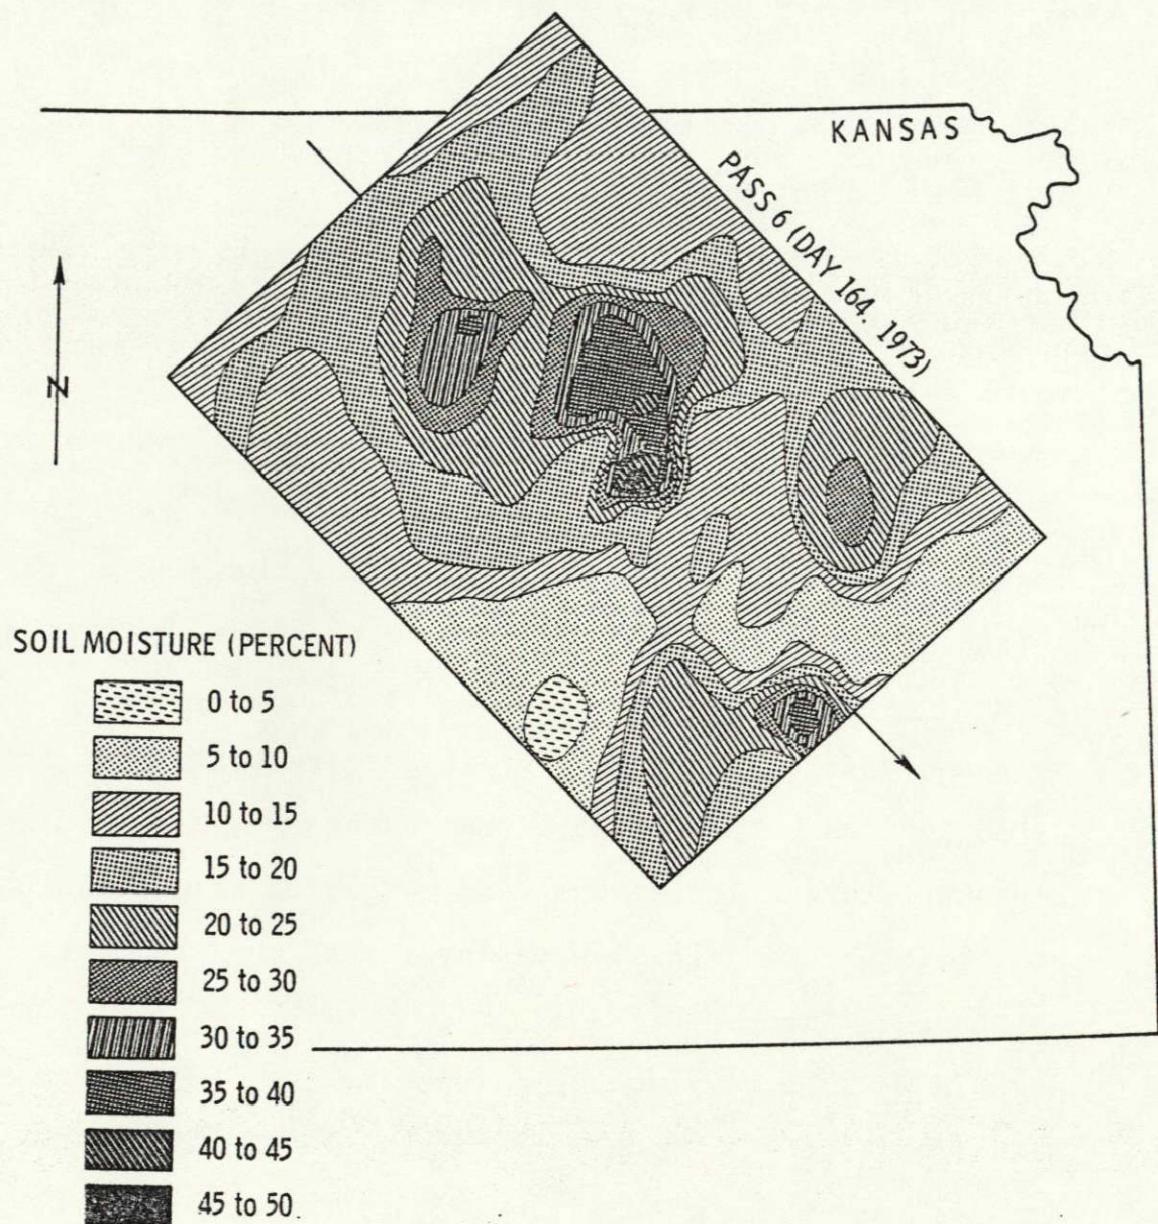 KANSAS
PASS 6 (DAY 164. 1973)
N
SOIL MOISTURE (PERCENT)
0 to 5
5 to 10
10 to 15
15 to 20
20 to 25
25 to 30
30 to 35
35 to 40
40 to 45
45 to 50